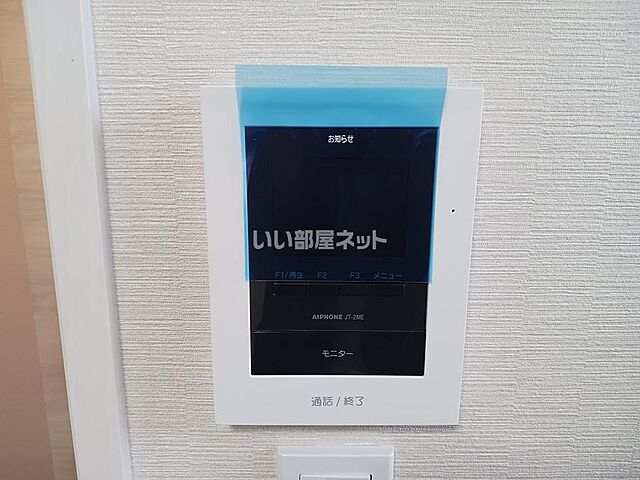 お知らせ
いい部屋ネット
F1/再生 F2 F3 メニュー
AIPHONE JT-2ME
モニター
通話/終了